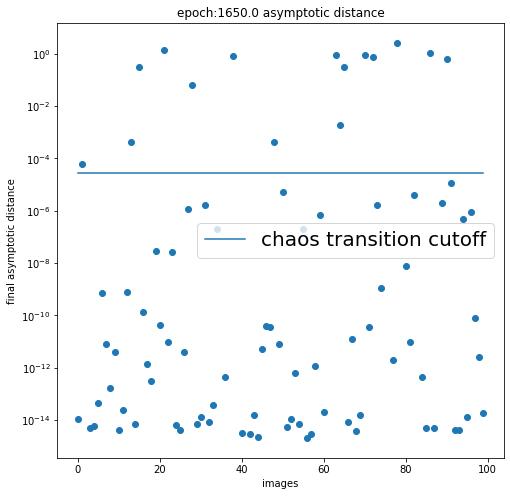 epoch:1650.0 asymptotic distance
final asymptotic distance
10⁰
10⁻²
10⁻⁴
10⁻⁶
10⁻⁸
10⁻¹⁰
10⁻¹²
10⁻¹⁴
chaos transition cutoff
0 20 40 60 80 100
images